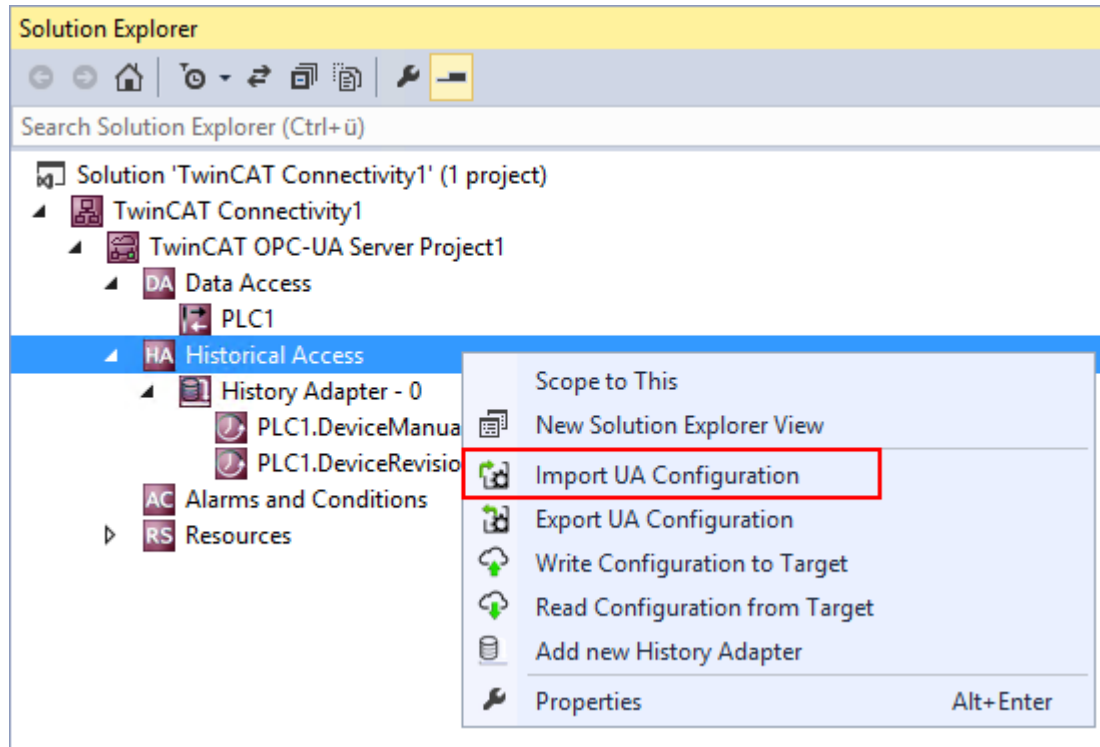 Solution Explorer
Search Solution Explorer (Ctrl+ü)
Solution 'TwinCAT Connectivity1' (1 project)
TwinCAT Connectivity1
TwinCAT OPC-UA Server Project1
DA Data Access
PLC1
HA Historical Access
History Adapter - 0
PLC1.DeviceManua
PLC1.DeviceRevisio
AC Alarms and Conditions
RS Resources
Scope to This
New Solution Explorer View
Import UA Configuration
Export UA Configuration
Write Configuration to Target
Read Configuration from Target
Add new History Adapter
Properties Alt+Enter